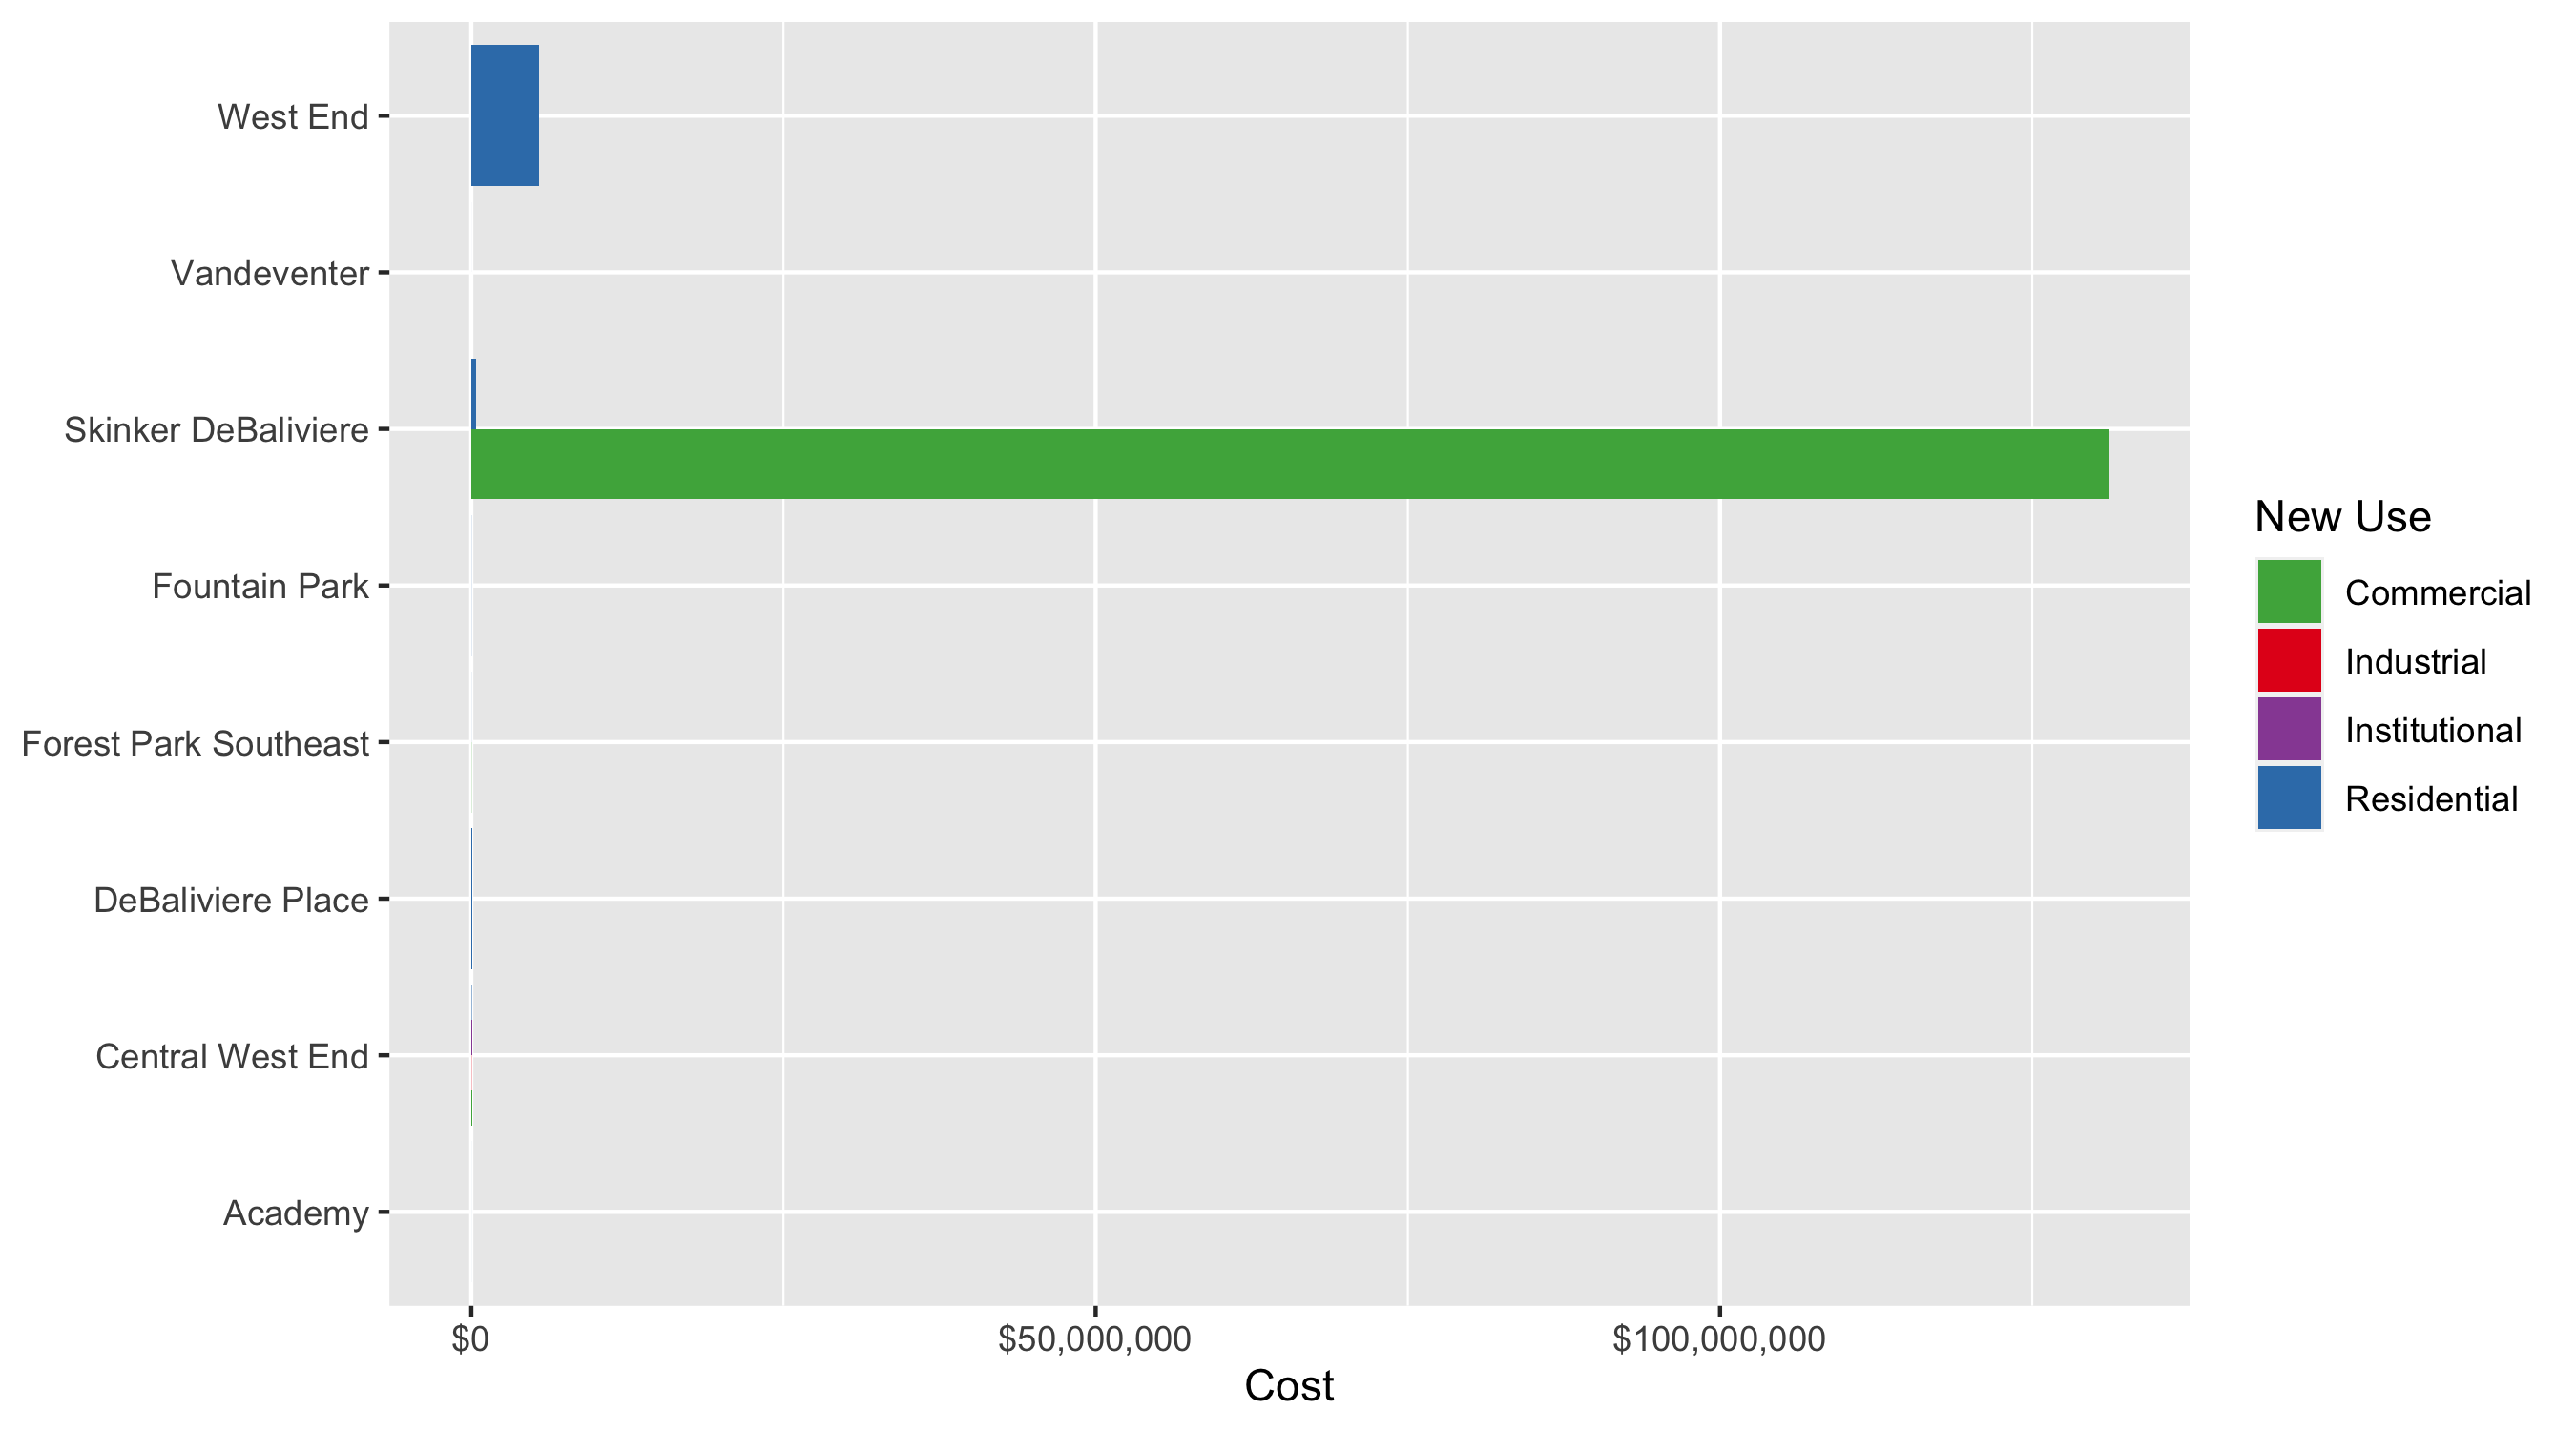 West End
Vandeventer
Skinker DeBaliviere
Fountain Park
Forest Park Southeast
DeBaliviere Place
Central West End
Academy
$0
$50,000,000
$100,000,000
Cost
New Use
Commercial
Industrial
Institutional
Residential